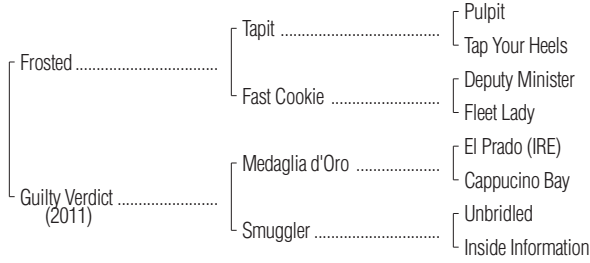 Pulpit
Tapit ..............................
Tap Your Heels
Frosted ...........................
Deputy Minister
Fast Cookie .....................
Fleet Lady
El Prado (IRE)
Medaglia d'Oro ................
Cappucino Bay
Guilty Verdict ...................
(2011)
Unbridled
Smuggler ........................
Inside Information